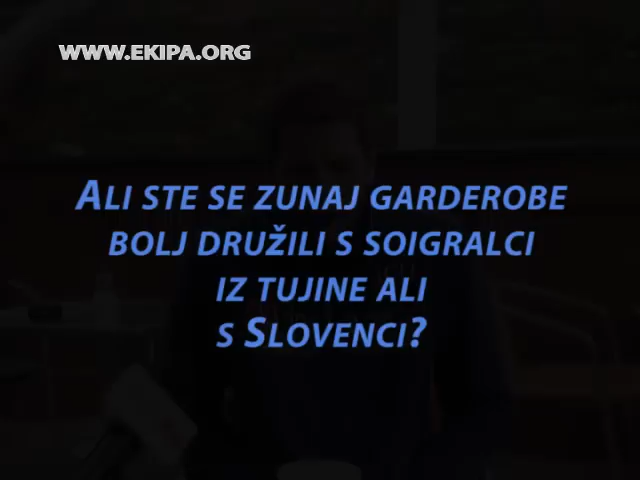 WWW.EKIPA.ORG
ALI STE SE ZUNAJ GARDEROBE
BOLJ DRUŽILI S SOIGRALCI
IZ TUJINE ALI
S SLOVENCI?